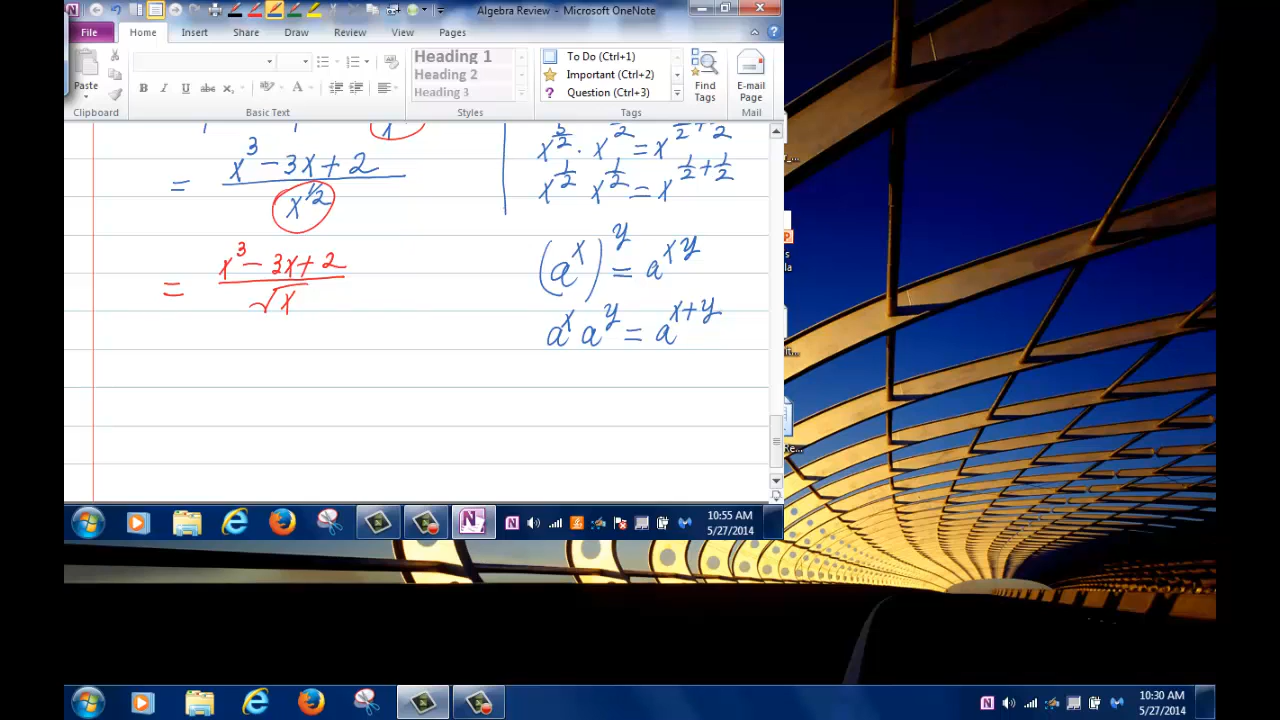 Algebra Review - Microsoft OneNote
File Home Insert Share Draw Review View Pages
Paste
Clipboard
B I U abc x₂ A
Basic Text
Heading 1
Heading 2
Heading 3
Styles
To Do (Ctrl+1)
Important (Ctrl+2)
Question (Ctrl+3)
Tags
Find Tags
E-mail Page
Mail
= (x^3 - 3x + 2) / x^(1/2)
= (x^3 - 3x + 2) / √x
x^(1/2) x^(1/2) = x^(1/2 + 1/2)
(a^x)^y = a^(xy)
a^x a^y = a^(x+y)
10:55 AM
5/27/2014
10:30 AM
5/27/2014